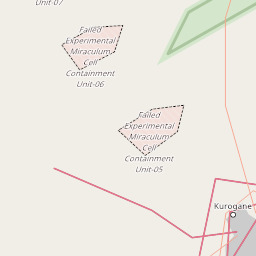 Unit-07
Failed
Experimental
Miraculum
Cell
Containment
Unit-06
Failed
Experimental
Miraculum
Cell
Containment
Unit-05
Kurogane